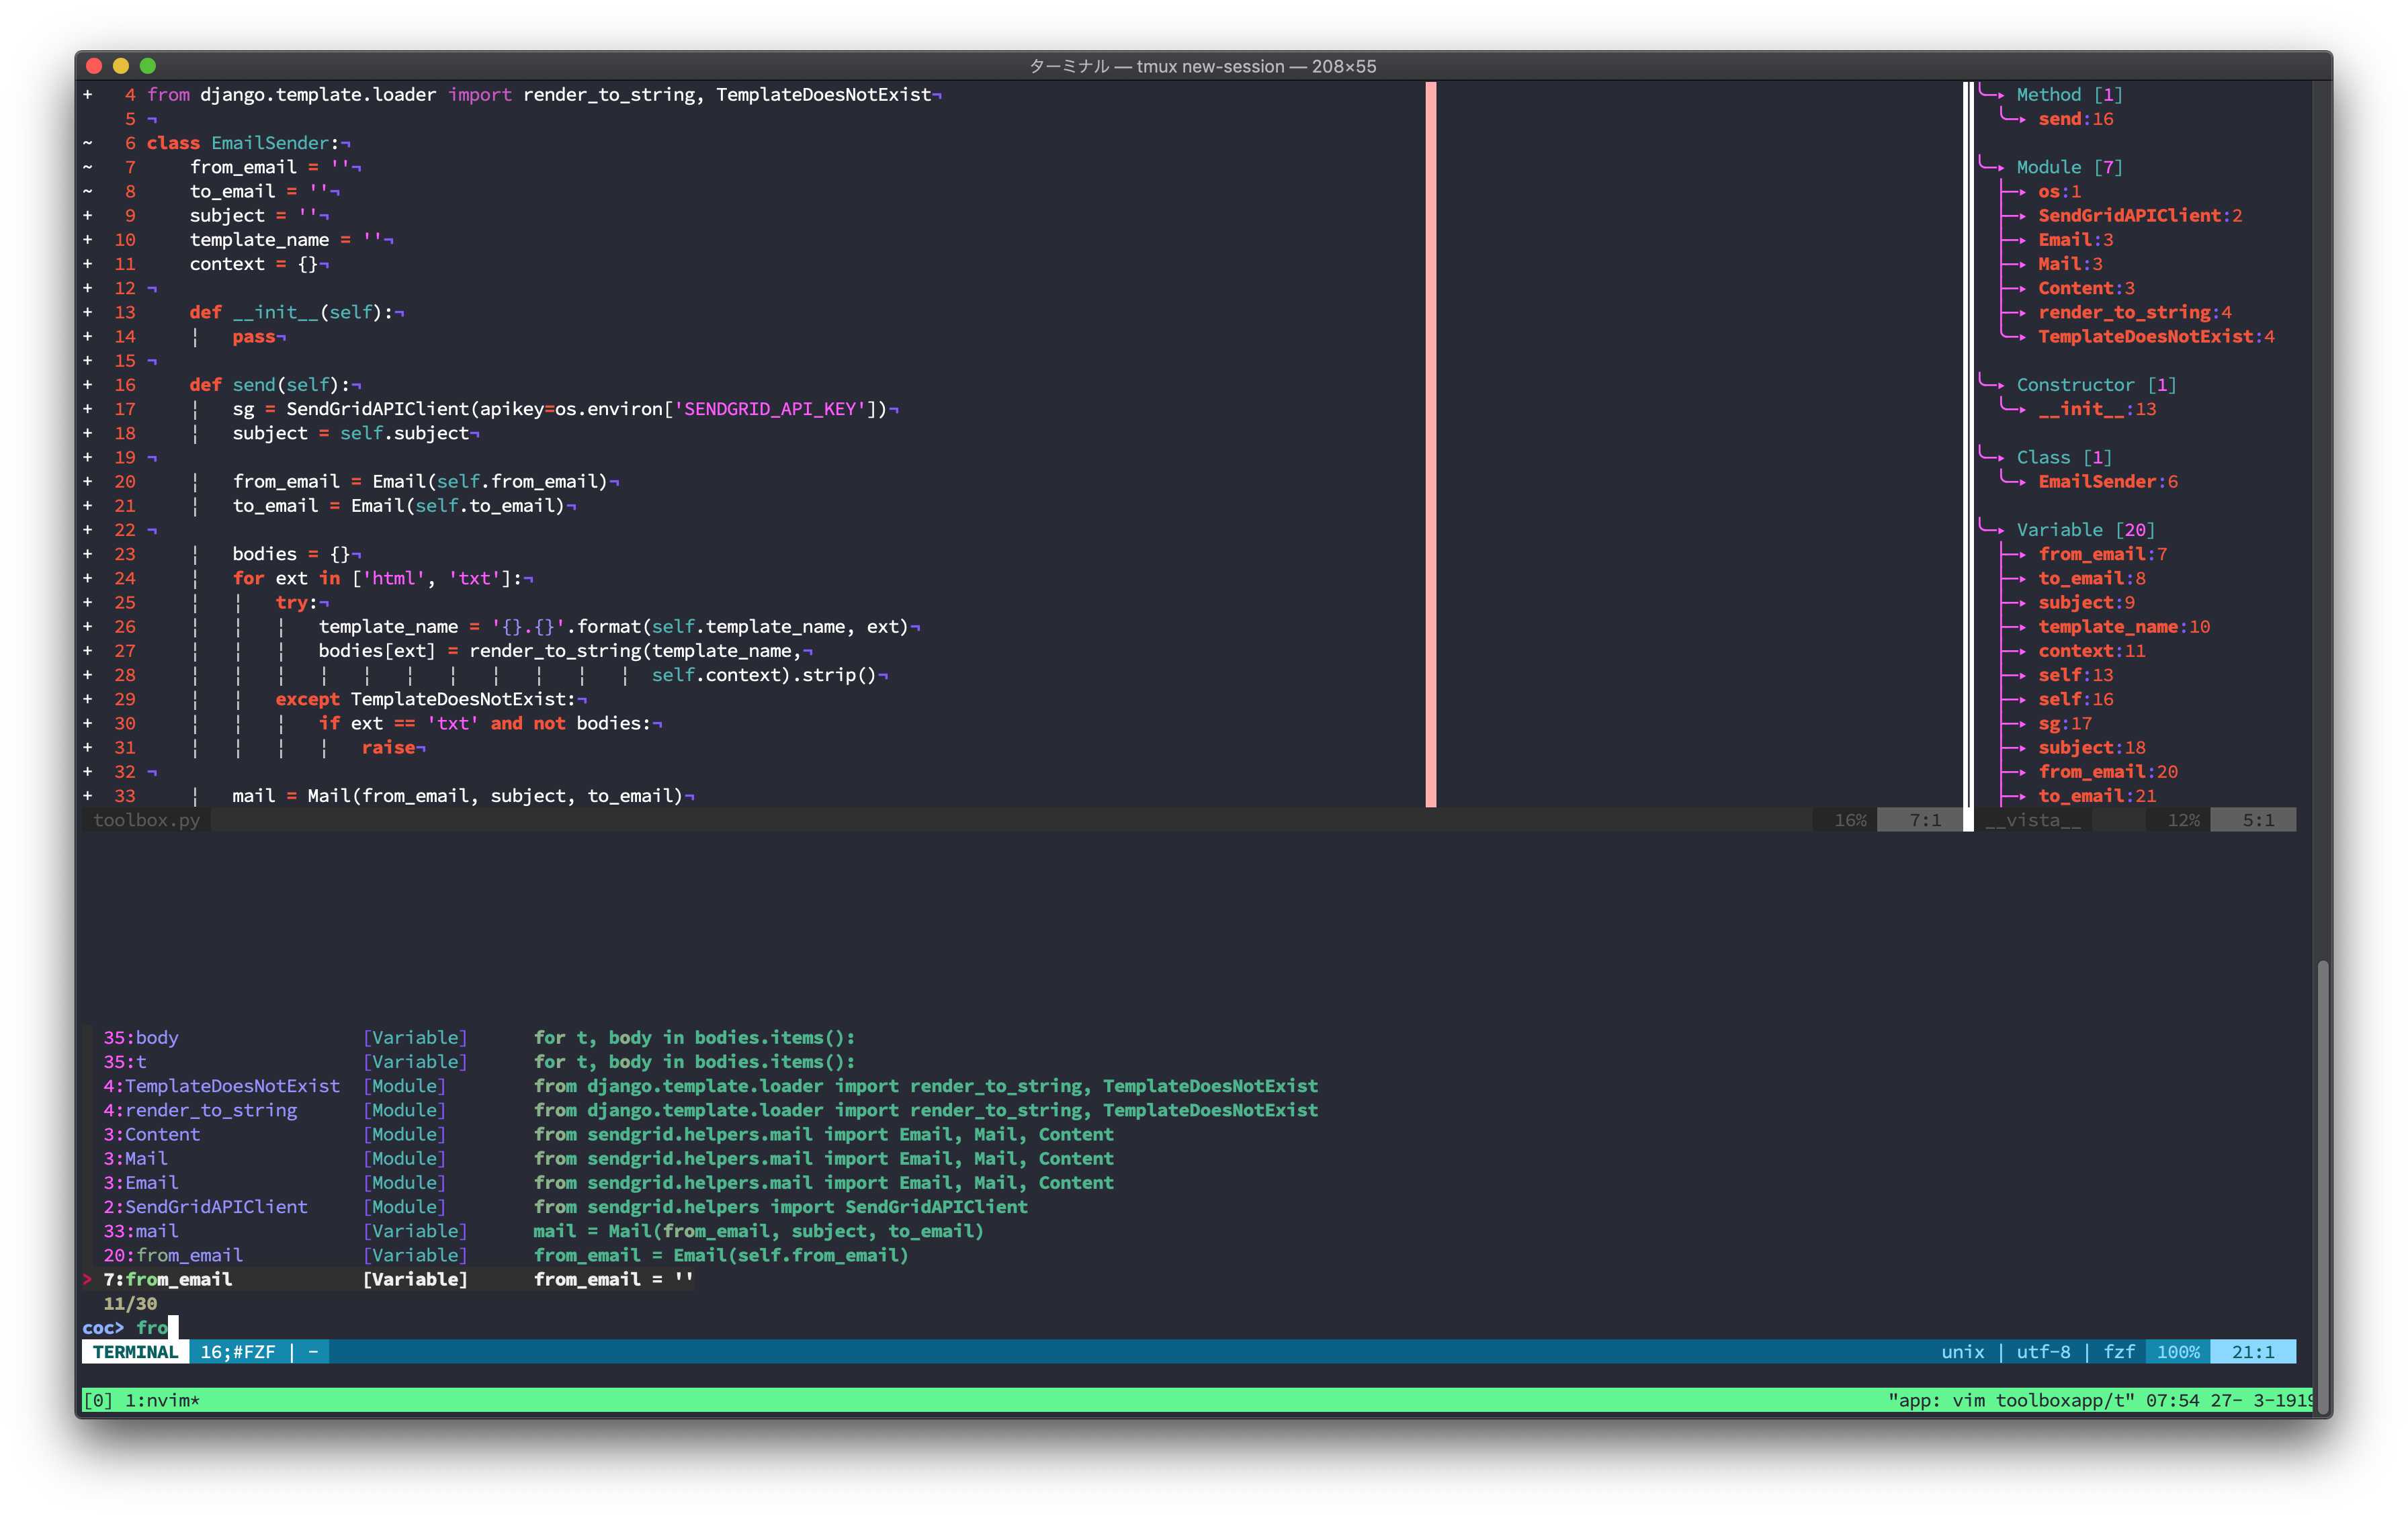 ターミナル — tmux new-session — 208×55
+ 4 from django.template.loader import render_to_string, TemplateDoesNotExist¬
5 ¬
~ 6 class EmailSender:¬
~ 7 from_email = ''¬
~ 8 to_email = ''¬
+ 9 subject = ''¬
+ 10 template_name = ''¬
+ 11 context = {}¬
+ 12 ¬
+ 13 def __init__(self):¬
+ 14 ¦ pass¬
+ 15 ¬
+ 16 def send(self):¬
+ 17 ¦ sg = SendGridAPIClient(apikey=os.environ['SENDGRID_API_KEY'])¬
+ 18 ¦ subject = self.subject¬
+ 19 ¬
+ 20 ¦ from_email = Email(self.from_email)¬
+ 21 ¦ to_email = Email(self.to_email)¬
+ 22 ¬
+ 23 ¦ bodies = {}¬
+ 24 ¦ for ext in ['html', 'txt']:¬
+ 25 ¦ ¦ try:¬
+ 26 ¦ ¦ ¦ template_name = '{}.{}'.format(self.template_name, ext)¬
+ 27 ¦ ¦ ¦ bodies[ext] = render_to_string(template_name,¬
+ 28 ¦ ¦ ¦ ¦ ¦ ¦ ¦ ¦ ¦ ¦ ¦ self.context).strip()¬
+ 29 ¦ ¦ except TemplateDoesNotExist:¬
+ 30 ¦ ¦ ¦ if ext == 'txt' and not bodies:¬
+ 31 ¦ ¦ ¦ ¦ raise¬
+ 32 ¬
+ 33 ¦ mail = Mail(from_email, subject, to_email)¬
toolbox.py 16% 7:1
Method [1]
send:16
Module [7]
os:1
SendGridAPIClient:2
Email:3
Mail:3
Content:3
render_to_string:4
TemplateDoesNotExist:4
Constructor [1]
__init__:13
Class [1]
EmailSender:6
Variable [20]
from_email:7
to_email:8
subject:9
template_name:10
context:11
self:13
self:16
sg:17
subject:18
from_email:20
to_email:21
__vista__ 12% 5:1
35:body [Variable] for t, body in bodies.items():
35:t [Variable] for t, body in bodies.items():
4:TemplateDoesNotExist [Module] from django.template.loader import render_to_string, TemplateDoesNotExist
4:render_to_string [Module] from django.template.loader import render_to_string, TemplateDoesNotExist
3:Content [Module] from sendgrid.helpers.mail import Email, Mail, Content
3:Mail [Module] from sendgrid.helpers.mail import Email, Mail, Content
3:Email [Module] from sendgrid.helpers.mail import Email, Mail, Content
2:SendGridAPIClient [Module] from sendgrid.helpers import SendGridAPIClient
33:mail [Variable] mail = Mail(from_email, subject, to_email)
20:from_email [Variable] from_email = Email(self.from_email)
> 7:from_email [Variable] from_email = ''
11/30
coc> fro
TERMINAL 16;#FZF | - unix | utf-8 | fzf 100% 21:1
[0] 1:nvim* "app: vim toolboxapp/t" 07:54 27- 3-1919